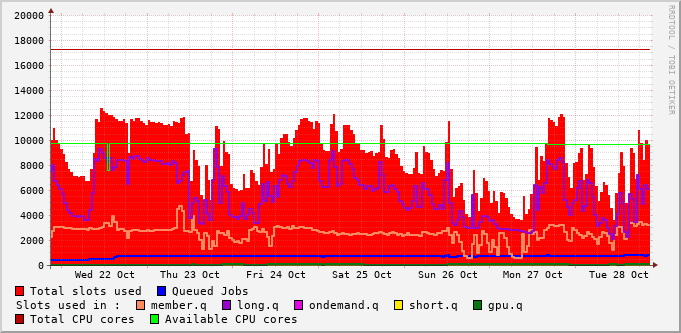 20000
18000
16000
14000
12000
10000
8000
6000
4000
2000
0
Wed 22 Oct Thu 23 Oct Fri 24 Oct Sat 25 Oct Sun 26 Oct Mon 27 Oct Tue 28 Oct
Total slots used Queued Jobs
Slots used in : member.q long.q ondemand.q short.q gpu.q
Total CPU cores Available CPU cores
RRDTOOL / TOBI OETIKER